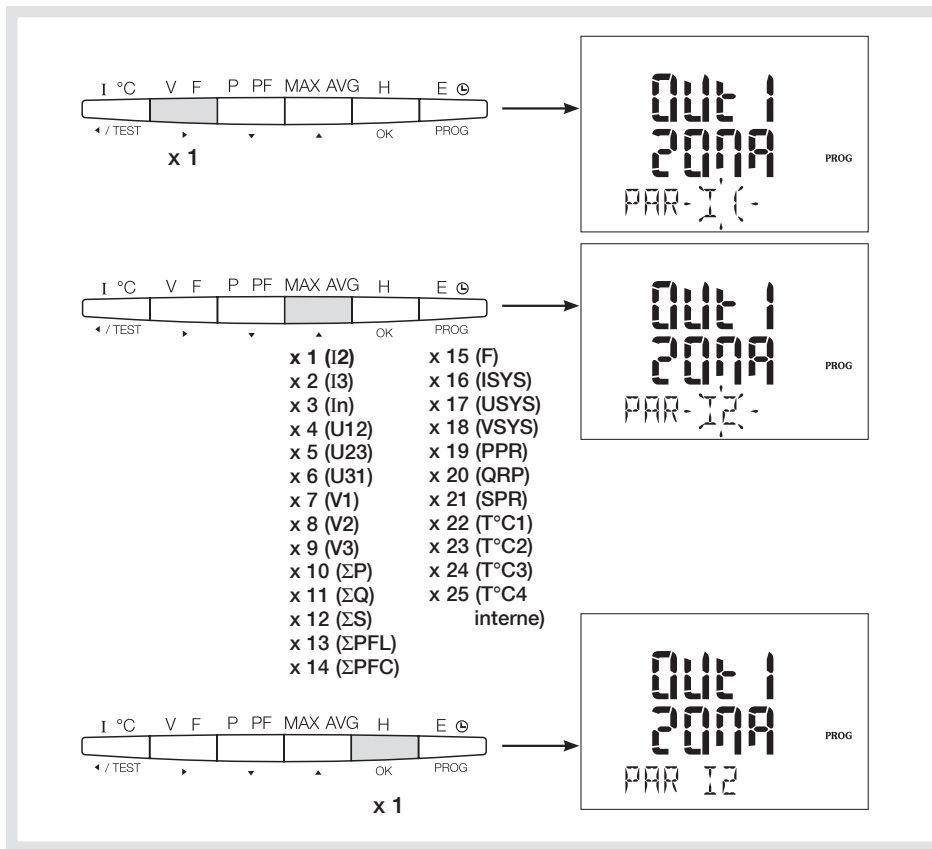 I °C V F P PF MAX AVG H E
/ TEST OK PROG
x 1
Out 1
20mA
PROG
PAR-I1-
I °C V F P PF MAX AVG H E
/ TEST OK PROG
x 1 (I2)
x 2 (I3)
x 3 (In)
x 4 (U12)
x 5 (U23)
x 6 (U31)
x 7 (V1)
x 8 (V2)
x 9 (V3)
x 10 (ΣP)
x 11 (ΣQ)
x 12 (ΣS)
x 13 (ΣPFL)
x 14 (ΣPFC)
x 15 (F)
x 16 (ISYS)
x 17 (USYS)
x 18 (VSYS)
x 19 (PPR)
x 20 (QRP)
x 21 (SPR)
x 22 (T°C1)
x 23 (T°C2)
x 24 (T°C3)
x 25 (T°C4
interne)
Out 1
20mA
PROG
PAR-I2-
I °C V F P PF MAX AVG H E
/ TEST OK PROG
x 1
Out 1
20mA
PROG
PAR I2